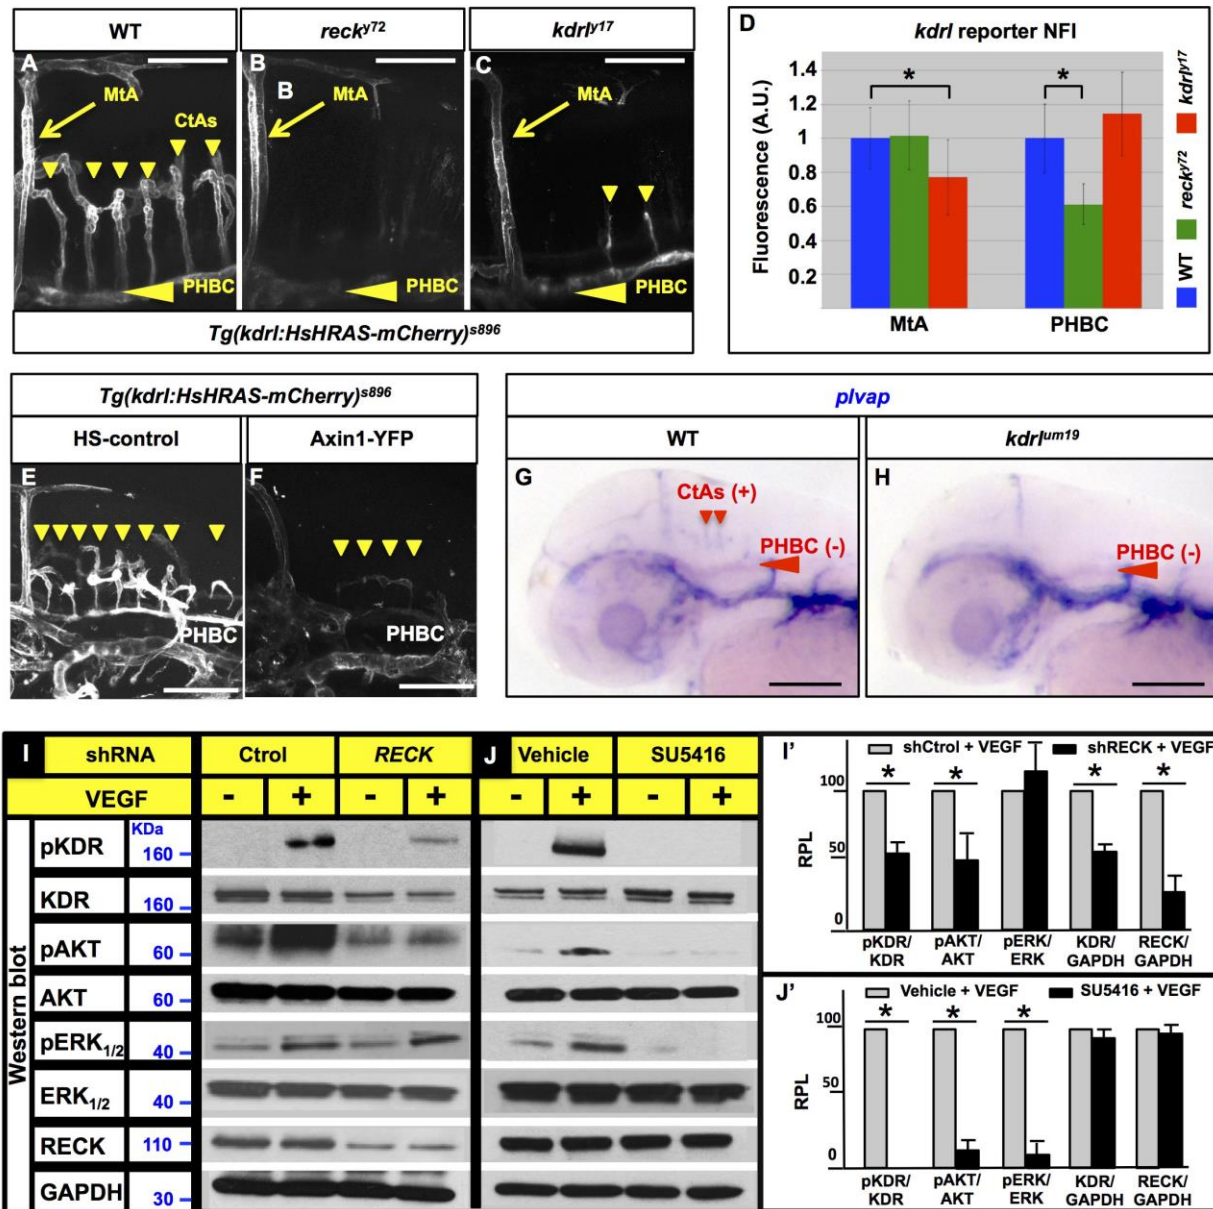 WT
reck^y72
kdrl^y17
A
MtA
CtAs
PHBC
B
B
MtA
PHBC
C
MtA
PHBC
Tg(kdrl:HsHRAS-mCherry)^s896
D
kdrl reporter NFI
Fluorescence (A.U.)
1.4
1.2
1
0.8
0.6
0.4
0.2
*
*
MtA
PHBC
kdrl^y17
reck^y72
WT
Tg(kdrl:HsHRAS-mCherry)^s896
HS-control
Axin1-YFP
E
PHBC
F
PHBC
plvap
WT
kdrl^um19
G
CtAs (+)
PHBC (-)
H
PHBC (-)
I shRNA Ctrol RECK J Vehicle SU5416
VEGF - + - + - + - +
Western blot
KDa
pKDR 160
KDR 160
pAKT 60
AKT 60
pERK1/2 40
ERK1/2 40
RECK 110
GAPDH 30
I’
shCtrol + VEGF shRECK + VEGF
RPL
100
50
0
* * * *
pKDR/ pAKT/ pERK/ KDR/ RECK/
KDR AKT ERK GAPDH GAPDH
J’
Vehicle + VEGF SU5416 + VEGF
RPL
100
50
0
* * *
pKDR/ pAKT/ pERK/ KDR/ RECK/
KDR AKT ERK GAPDH GAPDH